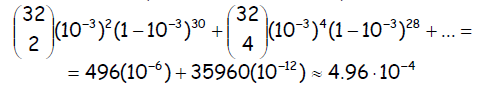 (32 2)(10⁻³)²(1−10⁻³)³⁰ + (32 4)(10⁻³)⁴(1−10⁻³)²⁸ + ... =
= 496(10⁻⁶) + 35960(10⁻¹²) ≈ 4.96·10⁻⁴